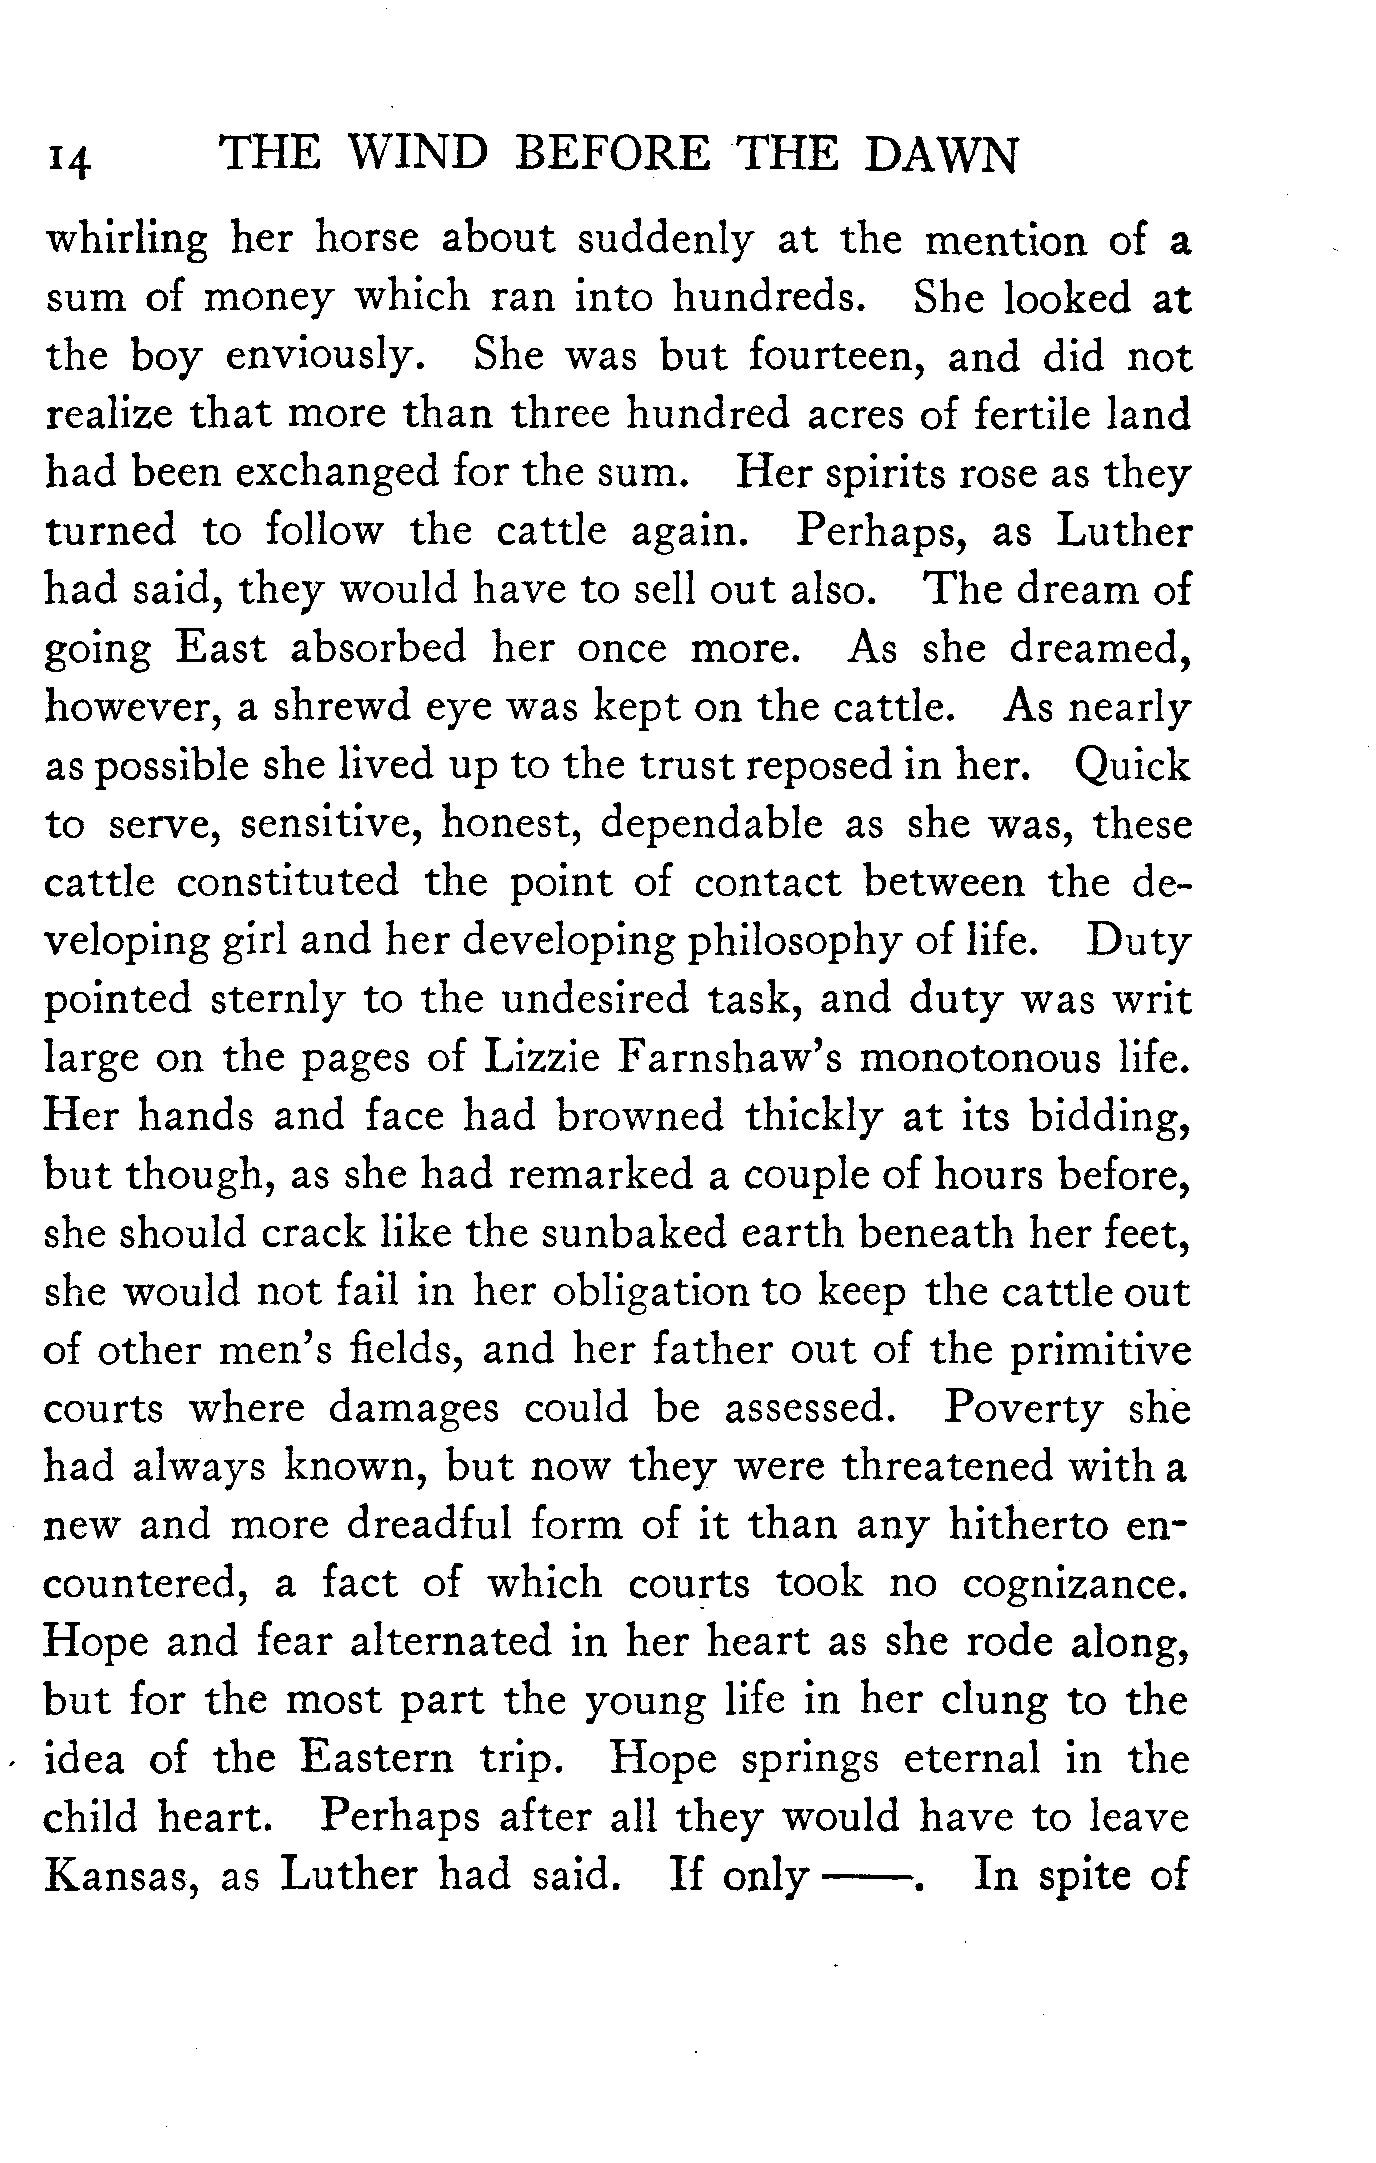 14 THE WIND BEFORE THE DAWN
whirling her horse about suddenly at the mention of a
sum of money which ran into hundreds. She looked at
the boy enviously. She was but fourteen, and did not
realize that more than three hundred acres of fertile land
had been exchanged for the sum. Her spirits rose as they
turned to follow the cattle again. Perhaps, as Luther
had said, they would have to sell out also. The dream of
going East absorbed her once more. As she dreamed,
however, a shrewd eye was kept on the cattle. As nearly
as possible she lived up to the trust reposed in her. Quick
to serve, sensitive, honest, dependable as she was, these
cattle constituted the point of contact between the de-
veloping girl and her developing philosophy of life. Duty
pointed sternly to the undesired task, and duty was writ
large on the pages of Lizzie Farnshaw's monotonous life.
Her hands and face had browned thickly at its bidding,
but though, as she had remarked a couple of hours before,
she should crack like the sunbaked earth beneath her feet,
she would not fail in her obligation to keep the cattle out
of other men's fields, and her father out of the primitive
courts where damages could be assessed. Poverty she
had always known, but now they were threatened with a
new and more dreadful form of it than any hitherto en-
countered, a fact of which courts took no cognizance.
Hope and fear alternated in her heart as she rode along,
but for the most part the young life in her clung to the
idea of the Eastern trip. Hope springs eternal in the
child heart. Perhaps after all they would have to leave
Kansas, as Luther had said. If only ——. In spite of